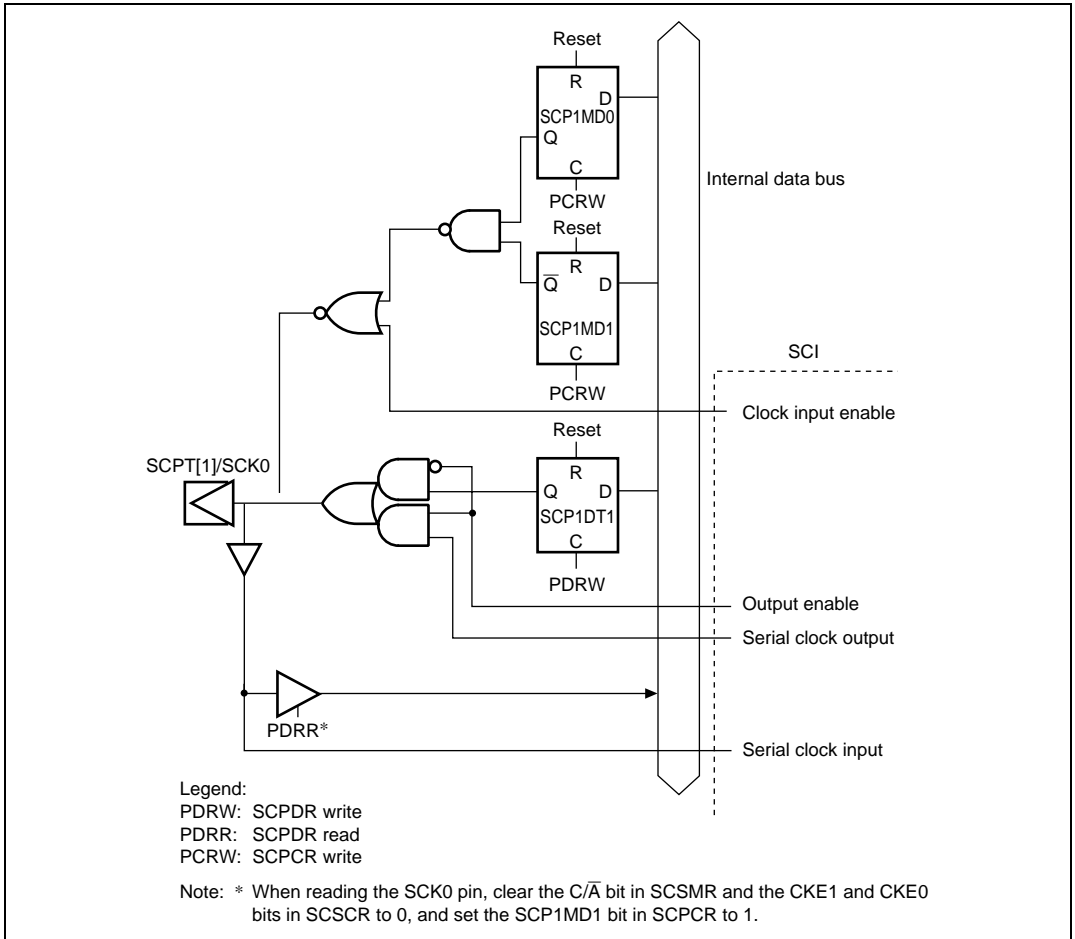 Reset
R
D
SCP1MD0
Q
C
PCRW
Internal data bus
Reset
R
Q̅ D
SCP1MD1
C
PCRW
SCI
Clock input enable
Reset
SCPT[1]/SCK0
R
Q D
SCP1DT1
C
PDRW
Output enable
Serial clock output
PDRR*
Serial clock input
Legend:
PDRW: SCPDR write
PDRR: SCPDR read
PCRW: SCPCR write
Note: * When reading the SCK0 pin, clear the C/A̅ bit in SCSMR and the CKE1 and CKE0
bits in SCSCR to 0, and set the SCP1MD1 bit in SCPCR to 1.